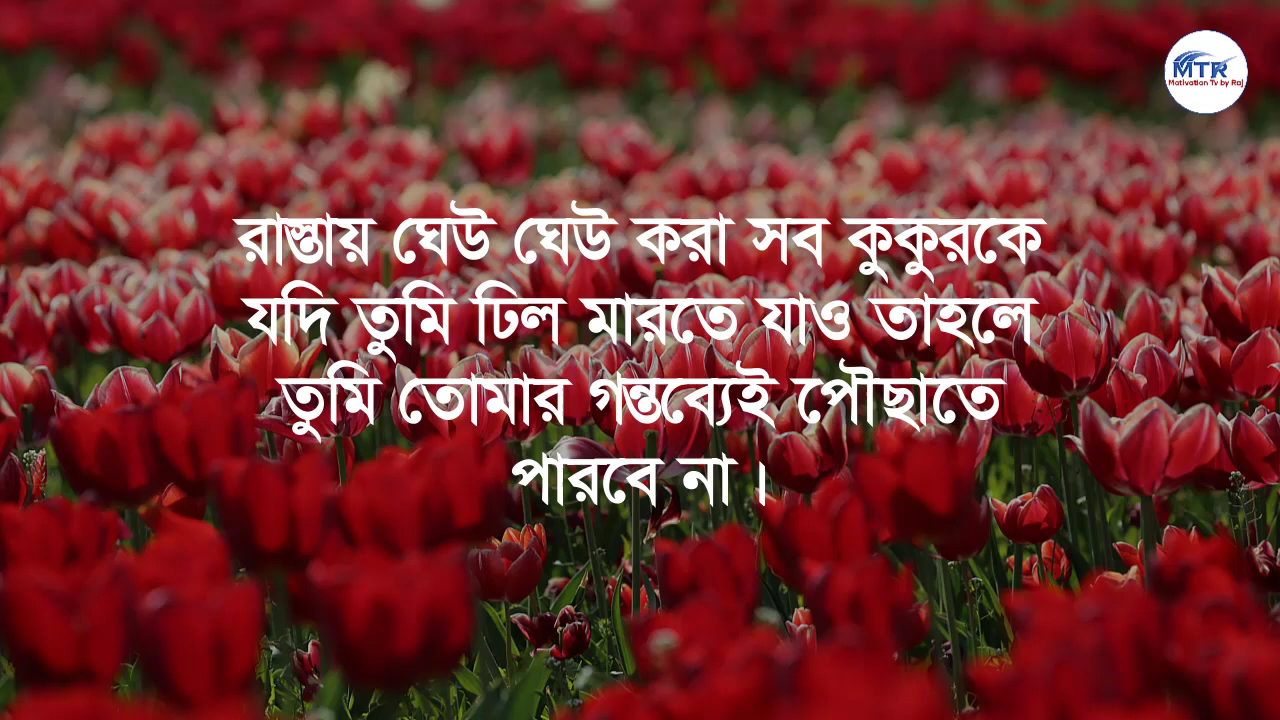 MTR
Motivation Tv by Raj
রাস্তায় ঘেউ ঘেউ করা সব কুকুরকে
যদি তুমি ঢিল মারতে যাও তাহলে
তুমি তোমার গন্তব্যেই পৌছাতে
পারবে না।